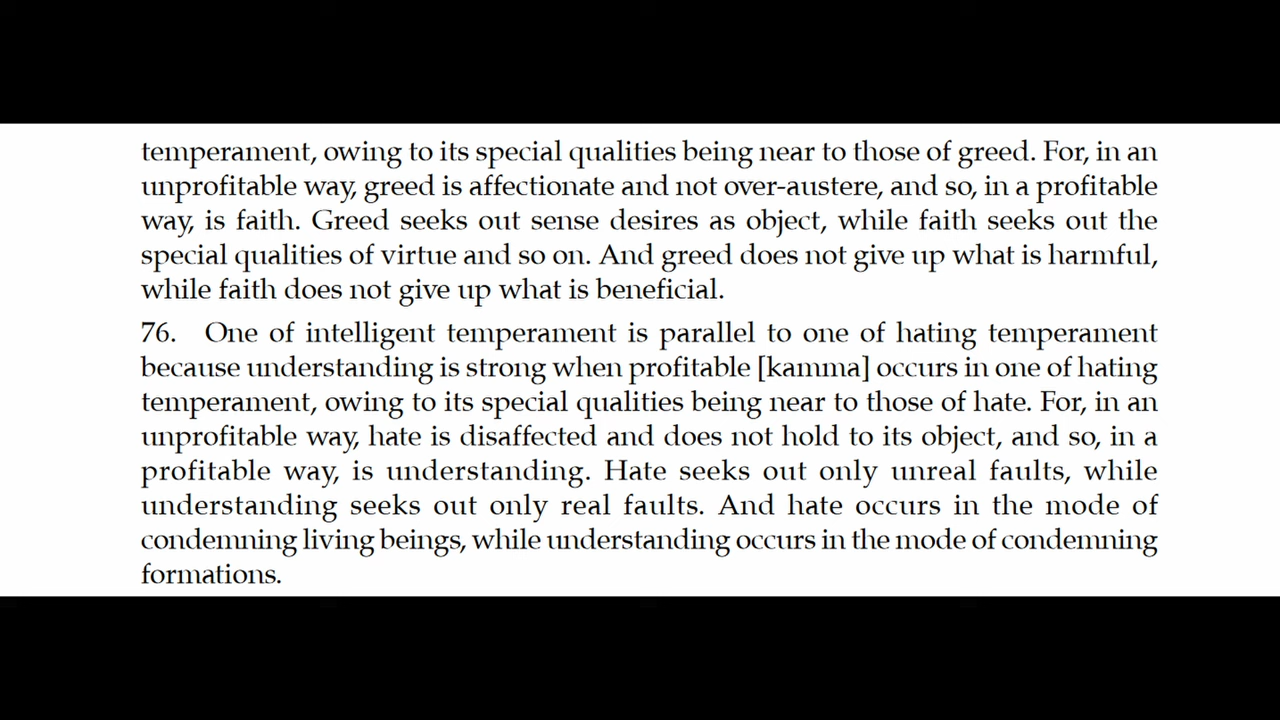 temperament, owing to its special qualities being near to those of greed. For, in an
unprofitable way, greed is affectionate and not over-austere, and so, in a profitable
way, is faith. Greed seeks out sense desires as object, while faith seeks out the
special qualities of virtue and so on. And greed does not give up what is harmful,
while faith does not give up what is beneficial.
76. One of intelligent temperament is parallel to one of hating temperament
because understanding is strong when profitable [kamma] occurs in one of hating
temperament, owing to its special qualities being near to those of hate. For, in an
unprofitable way, hate is disaffected and does not hold to its object, and so, in a
profitable way, is understanding. Hate seeks out only unreal faults, while
understanding seeks out only real faults. And hate occurs in the mode of
condemning living beings, while understanding occurs in the mode of condemning
formations.